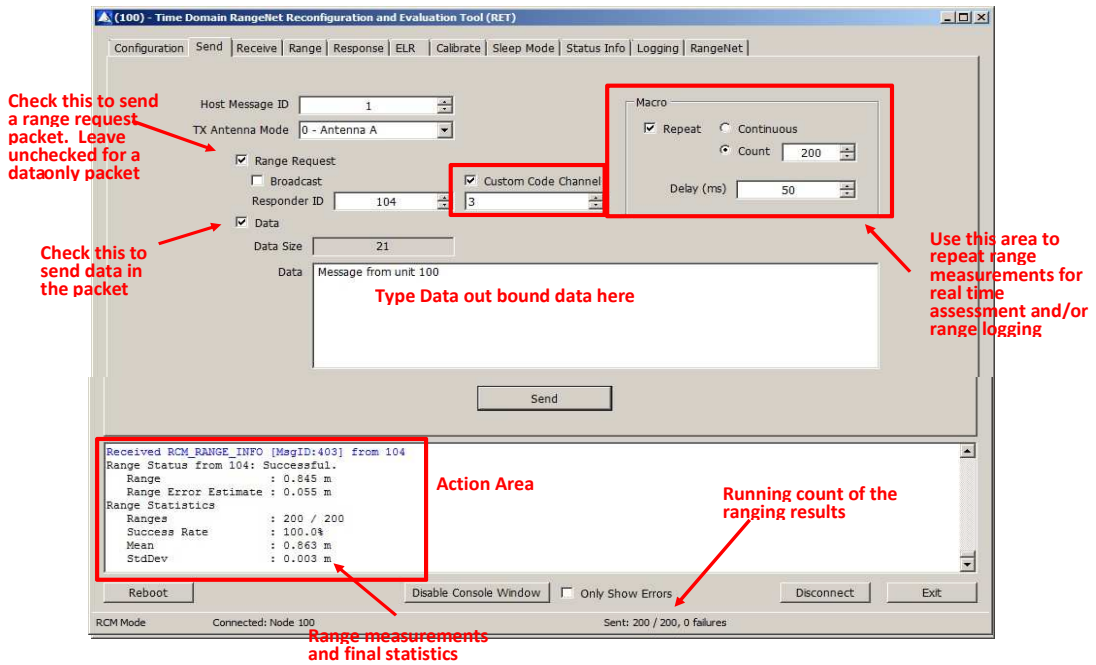 (100) - Time Domain RangeNet Reconfiguration and Evaluation Tool (RET)
Configuration Send Receive Range Response ELR Calibrate Sleep Mode Status Info Logging RangeNet
Check this to send
a range request
packet. Leave
unchecked for a
dataonly packet
Host Message ID 1
TX Antenna Mode 0 - Antenna A
Range Request
Broadcast
Responder ID 104
Custom Code Channel
3
Macro
Repeat Continuous
Count 200
Delay (ms) 50
Data
Data Size 21
Data Message from unit 100
Type Data out bound data here
Check this to
send data in
the packet
Use this area to
repeat range
measurements for
real time
assessment and/or
range logging
Send
Received RCM_RANGE_INFO [MsgID:403] from 104
Range Status from 104: Successful.
Range : 0.845 m
Range Error Estimate : 0.055 m
Range Statistics
Ranges : 200 / 200
Success Rate : 100.0%
Mean : 0.863 m
StdDev : 0.003 m
Action Area
Running count of the
ranging results
Reboot Disable Console Window Only Show Errors Disconnect Exit
RCM Mode Connected: Node 100 Sent: 200 / 200, 0 failures
Range measurements
and final statistics